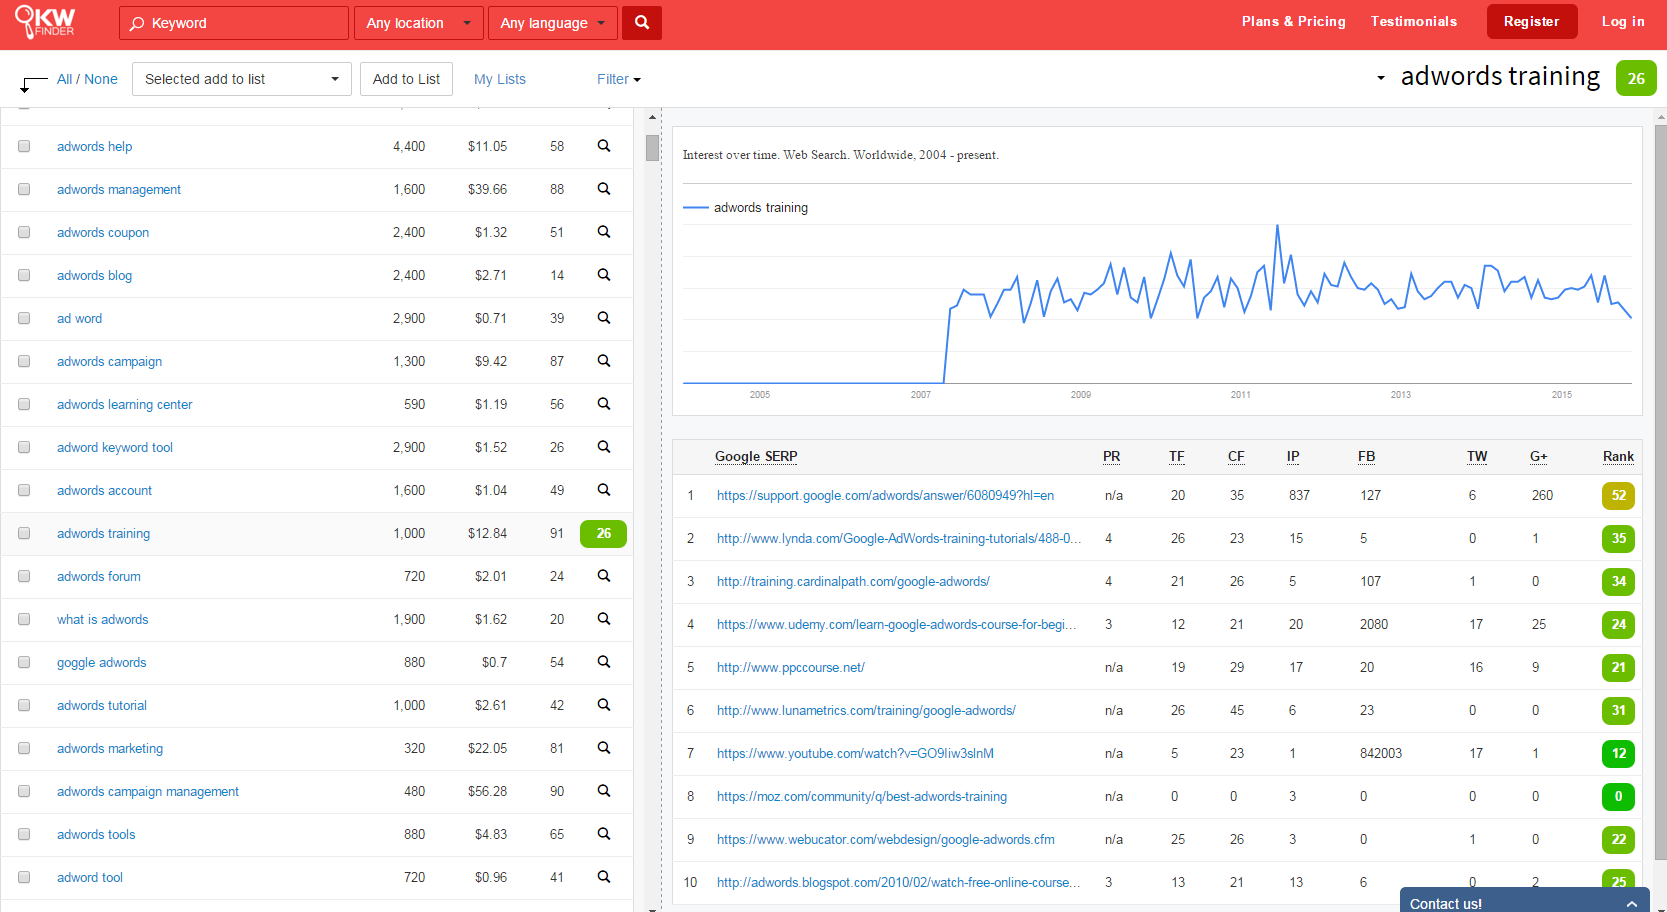 KW FINDER
Keyword
Any location
Any language
Plans & Pricing
Testimonials
Register
Log in
All / None
Selected add to list
Add to List
My Lists
Filter
adwords training 26
adwords help 4,400 $11.05 58
adwords management 1,600 $39.66 88
adwords coupon 2,400 $1.32 51
adwords blog 2,400 $2.71 14
ad word 2,900 $0.71 39
adwords campaign 1,300 $9.42 87
adwords learning center 590 $1.19 56
adword keyword tool 2,900 $1.52 26
adwords account 1,600 $1.04 49
adwords training 1,000 $12.84 91 26
adwords forum 720 $2.01 24
what is adwords 1,900 $1.62 20
goggle adwords 880 $0.7 54
adwords tutorial 1,000 $2.61 42
adwords marketing 320 $22.05 81
adwords campaign management 480 $56.28 90
adwords tools 880 $4.83 65
adword tool 720 $0.96 41
Interest over time. Web Search. Worldwide, 2004 - present.
adwords training
2005 2007 2009 2011 2013 2015
Google SERP PR TF CF IP FB TW G+ Rank
1 https://support.google.com/adwords/answer/6080949?hl=en n/a 20 35 837 127 6 260 52
2 http://www.lynda.com/Google-AdWords-training-tutorials/488-0... 4 26 23 15 5 0 1 35
3 http://training.cardinalpath.com/google-adwords/ 4 21 26 5 107 1 0 34
4 https://www.udemy.com/learn-google-adwords-course-for-begi... 3 12 21 20 2080 17 25 24
5 http://www.ppccourse.net/ n/a 19 29 17 20 16 9 21
6 http://www.lunametrics.com/training/google-adwords/ n/a 26 45 6 23 0 0 31
7 https://www.youtube.com/watch?v=GO9Iiw3slnM n/a 5 23 1 842003 17 1 12
8 https://moz.com/community/q/best-adwords-training n/a 0 0 3 0 0 0 0
9 https://www.webucator.com/webdesign/google-adwords.cfm n/a 25 26 3 0 1 0 22
10 http://adwords.blogspot.com/2010/02/watch-free-online-course... 3 13 21 13 6 0 2 25
Contact us!